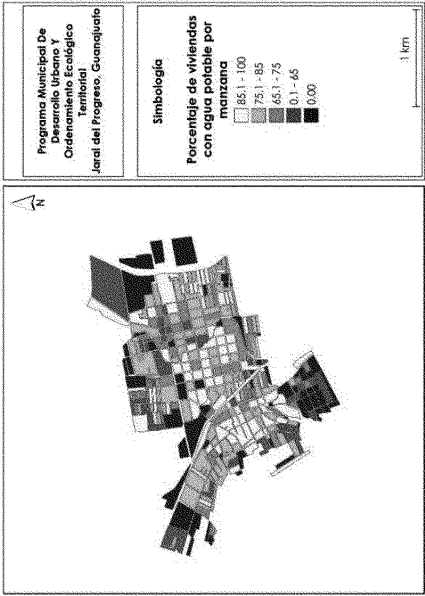 Programa Municipal De
Desarrollo Urbano Y
Ordenamiento Ecológico
Territorial
Jaral del Progreso, Guanajuato
Simbología
Porcentaje de viviendas
con agua potable por
manzana
85.1 - 100
75.1 - 85
65.1 - 75
0.1 - 65
0.00
1 km
N